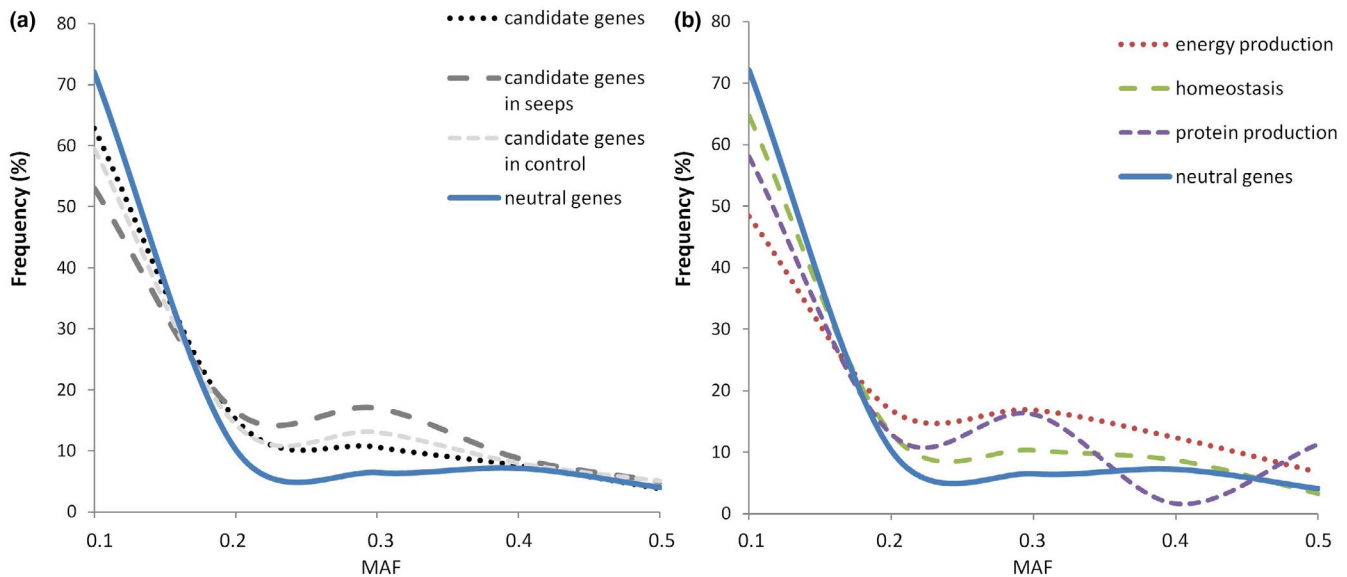 (a)
80
70
60
50
40
30
20
10
0
Frequency (%)
0.1 0.2 0.3 0.4 0.5
MAF
candidate genes
candidate genes
in seeps
candidate genes
in control
neutral genes
(b)
80
70
60
50
40
30
20
10
0
Frequency (%)
0.1 0.2 0.3 0.4 0.5
MAF
energy production
homeostasis
protein production
neutral genes